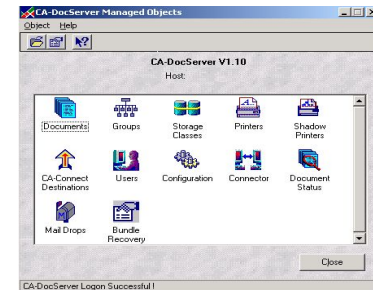 CA-DocServer Managed Objects
Object Help
CA-DocServer V1.10
Host:
Documents
Groups
Storage Classes
Printers
Shadow Printers
CA-Connect Destinations
Users
Configuration
Connector
Document Status
Mail Drops
Bundle Recovery
Close
CA-DocServer Logon Successful !